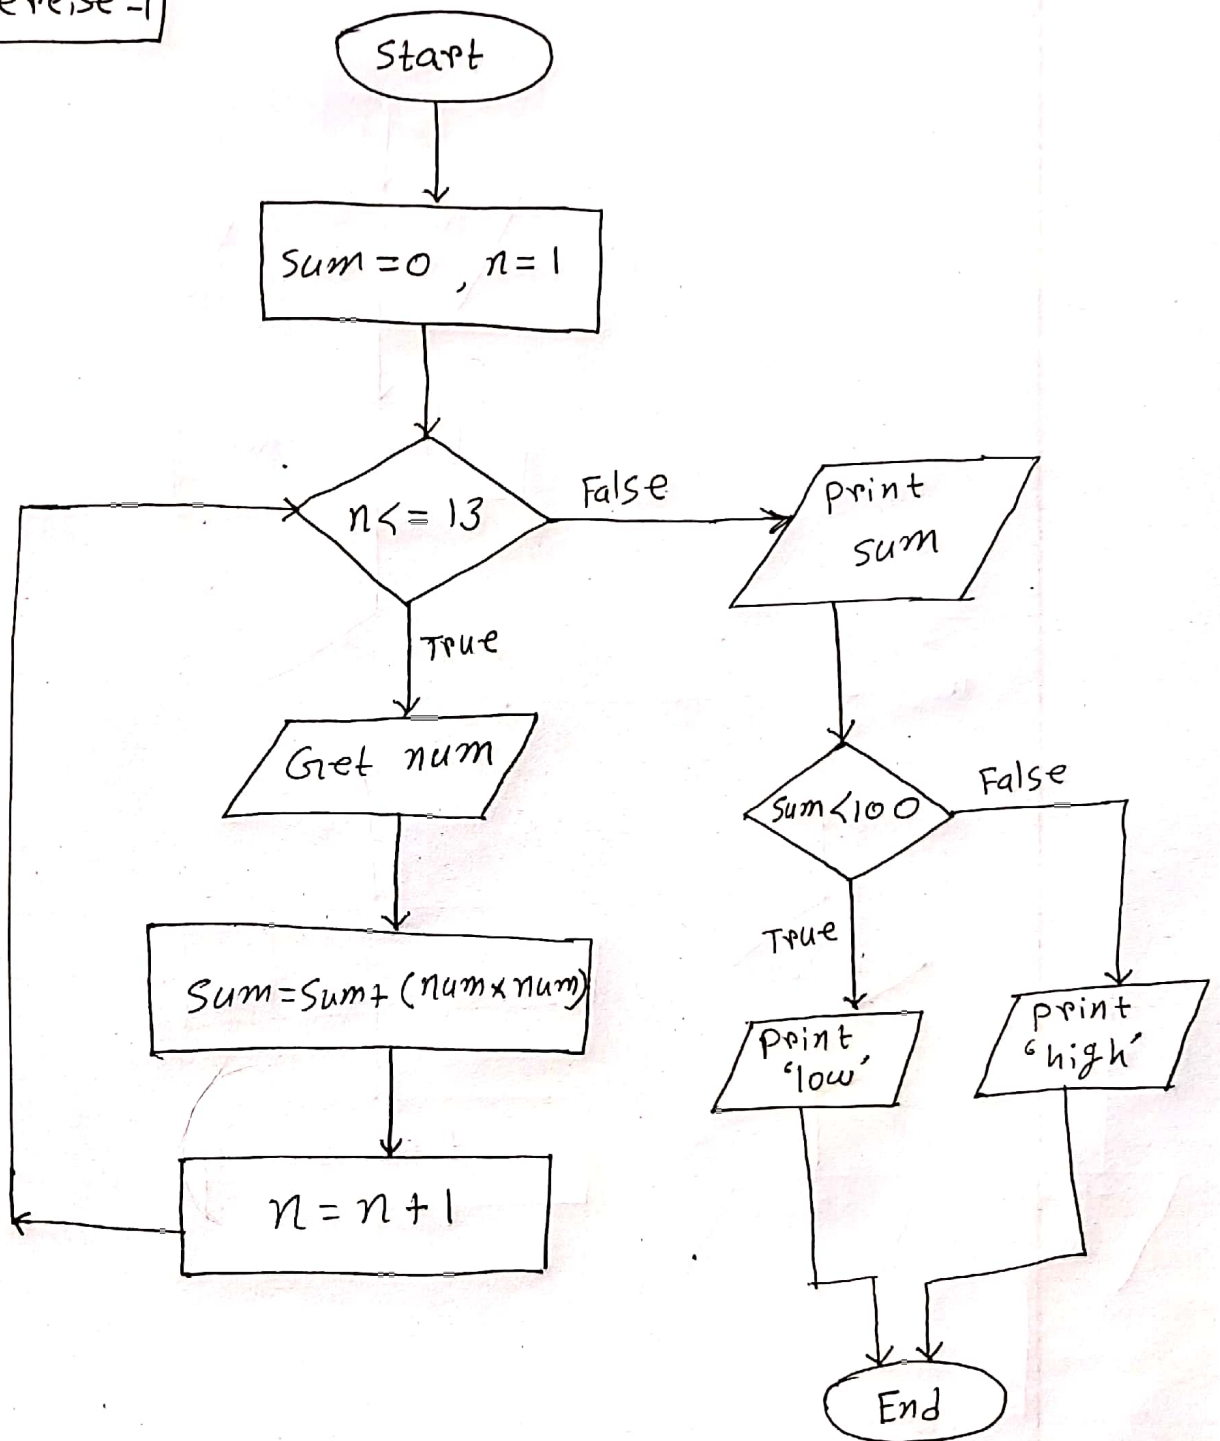 Start
Sum = 0 , n = 1
n <= 13
False
print
sum
True
Get num
Sum = Sum + (num x num)
n = n + 1
Sum < 100
False
True
print
'low'
print
'high'
End